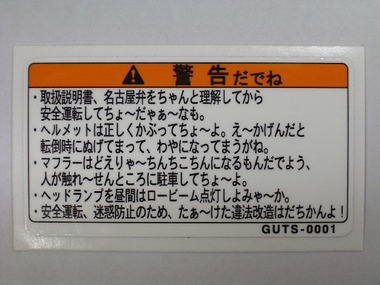 ⚠ 警告だでね
・取扱説明書、名古屋弁をちゃんと理解してから
安全運転してちょ～だゃぁ～なも。
・ヘルメットは正しくかぶってちょ～よ。え～かげんだと
転倒時にぬげてまって、わやになってまうがね。
・マフラーはどえりゃ～ちんちこちんになるもんだでよう、
人が触れ～せんところに駐車してちょ～よ。
・ヘッドランプを昼間はロービーム点灯しよみゃ～か。
・安全運転、迷惑防止のため、たぁ～けた違法改造はだちかんよ！
GUTS-0001